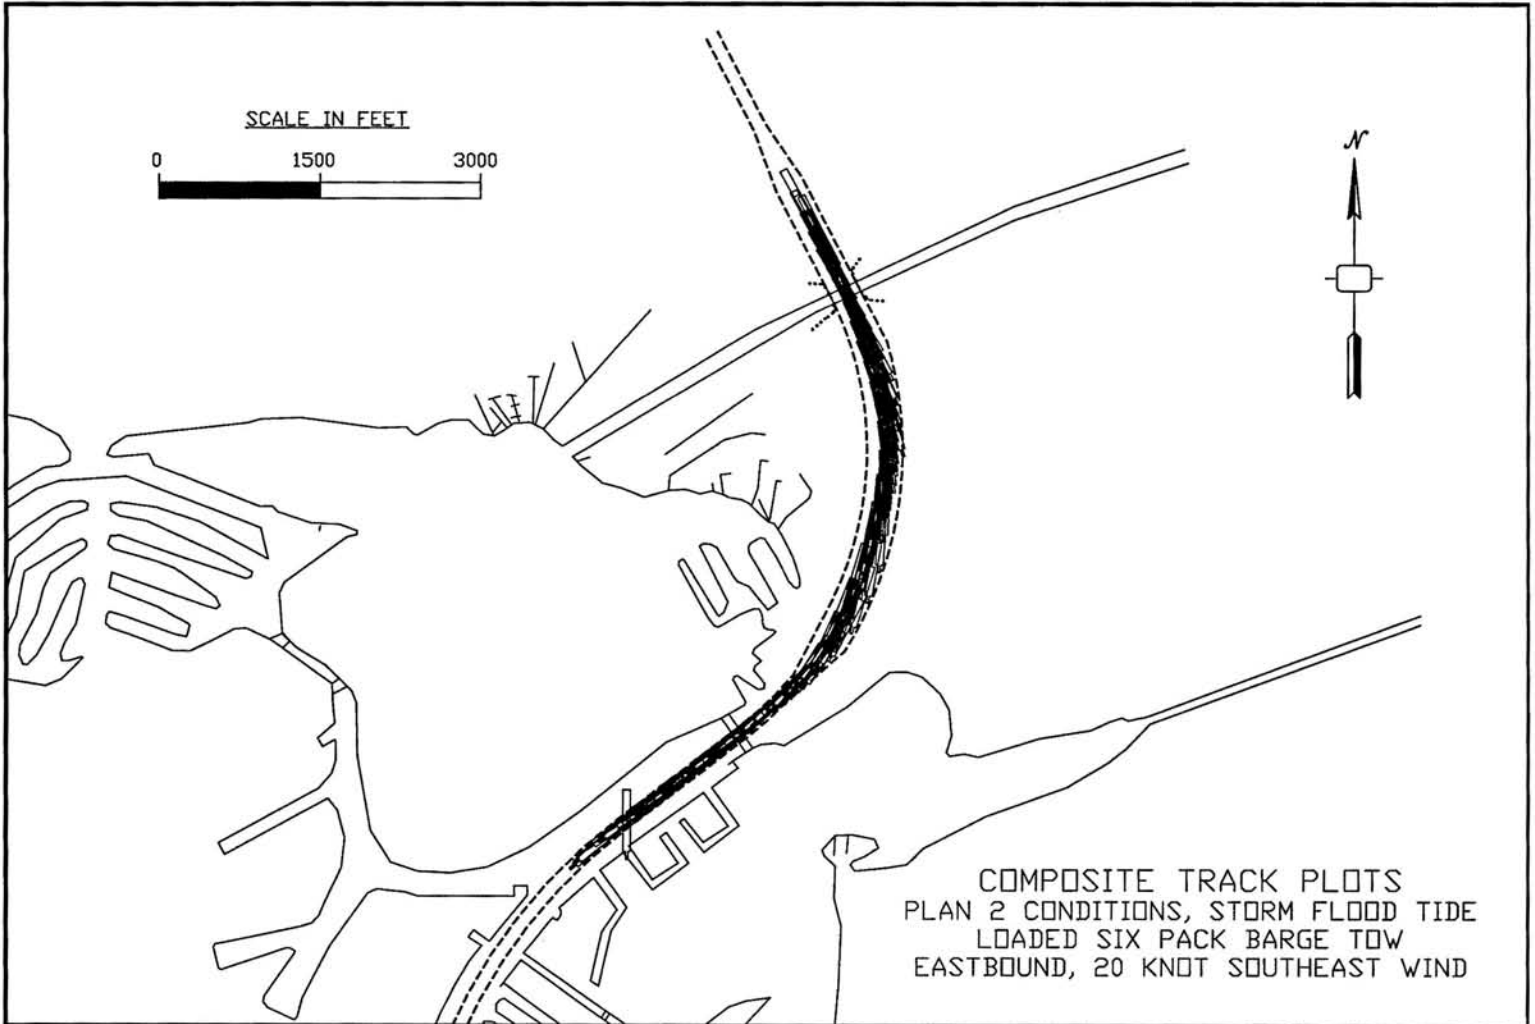 SCALE IN FEET
0 1500 3000
N
COMPOSITE TRACK PLOTS
PLAN 2 CONDITIONS, STORM FLOOD TIDE
LOADED SIX PACK BARGE TOW
EASTBOUND, 20 KNOT SOUTHEAST WIND